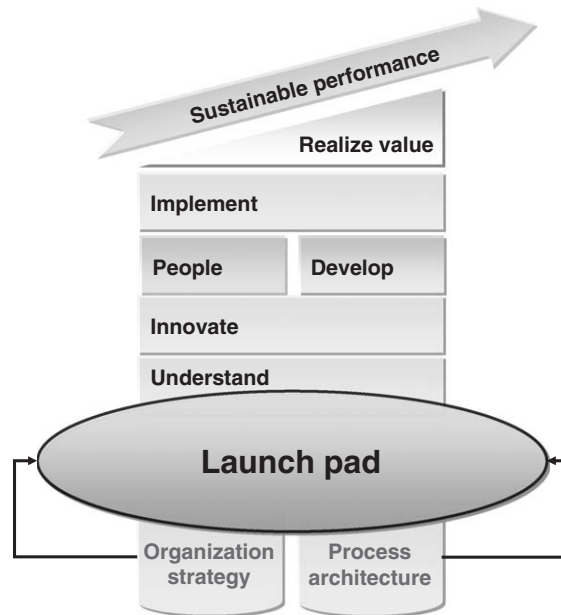 Sustainable performance
Realize value
Implement
People
Develop
Innovate
Understand
Launch pad
Organization
strategy
Process
architecture